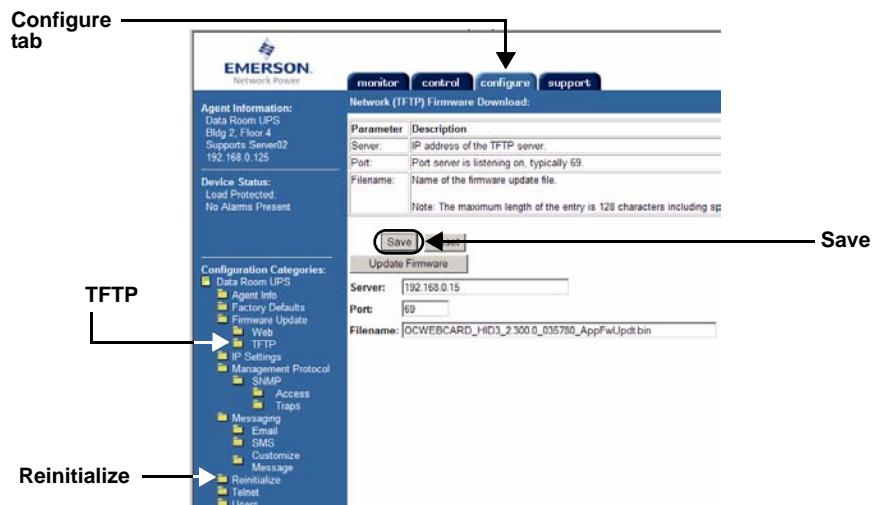 Configure
tab
EMERSON.
Network Power
monitor control configure support
Agent Information:
Data Room UPS
Bldg 2, Floor 4
Supports Server02
192.168.0.125
Device Status:
Load Protected:
No Alarms Present
Network (TFTP) Firmware Download:
Parameter Description
Server: IP address of the TFTP server.
Port: Port server is listening on, typically 69.
Filename: Name of the firmware update file.
Note: The maximum length of the entry is 128 characters including sp
Save
Save
Update Firmware
Server: 192.168.0.15
Port: 69
Filename: OCWEBCARD_HID3_2.300.0_035780_AppFwUpdt.bin
TFTP
Reinitialize
Configuration Categories:
Data Room UPS
Agent Info
Factory Defaults
Firmware Update
Web
TFTP
IP Settings
Management Protocol
SNMP
Access
Traps
Messaging
Email
SMS
Customize
Message
Reinitialize
Telnet
Users